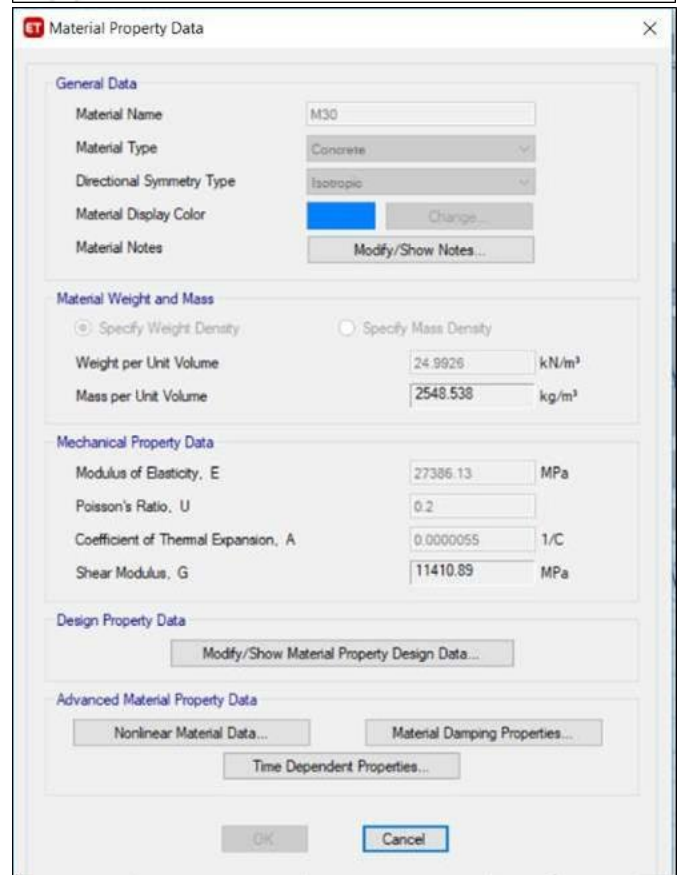 ET Material Property Data
General Data
Material Name M30
Material Type Concrete
Directional Symmetry Type Isotropic
Material Display Color Change...
Material Notes Modify/Show Notes...
Material Weight and Mass
Specify Weight Density Specify Mass Density
Weight per Unit Volume 24.9926 kN/m³
Mass per Unit Volume 2548.538 kg/m³
Mechanical Property Data
Modulus of Elasticity, E 27386.13 MPa
Poisson's Ratio, U 0.2
Coefficient of Thermal Expansion, A 0.0000055 1/C
Shear Modulus, G 11410.89 MPa
Design Property Data
Modify/Show Material Property Design Data...
Advanced Material Property Data
Nonlinear Material Data... Material Damping Properties...
Time Dependent Properties...
OK Cancel